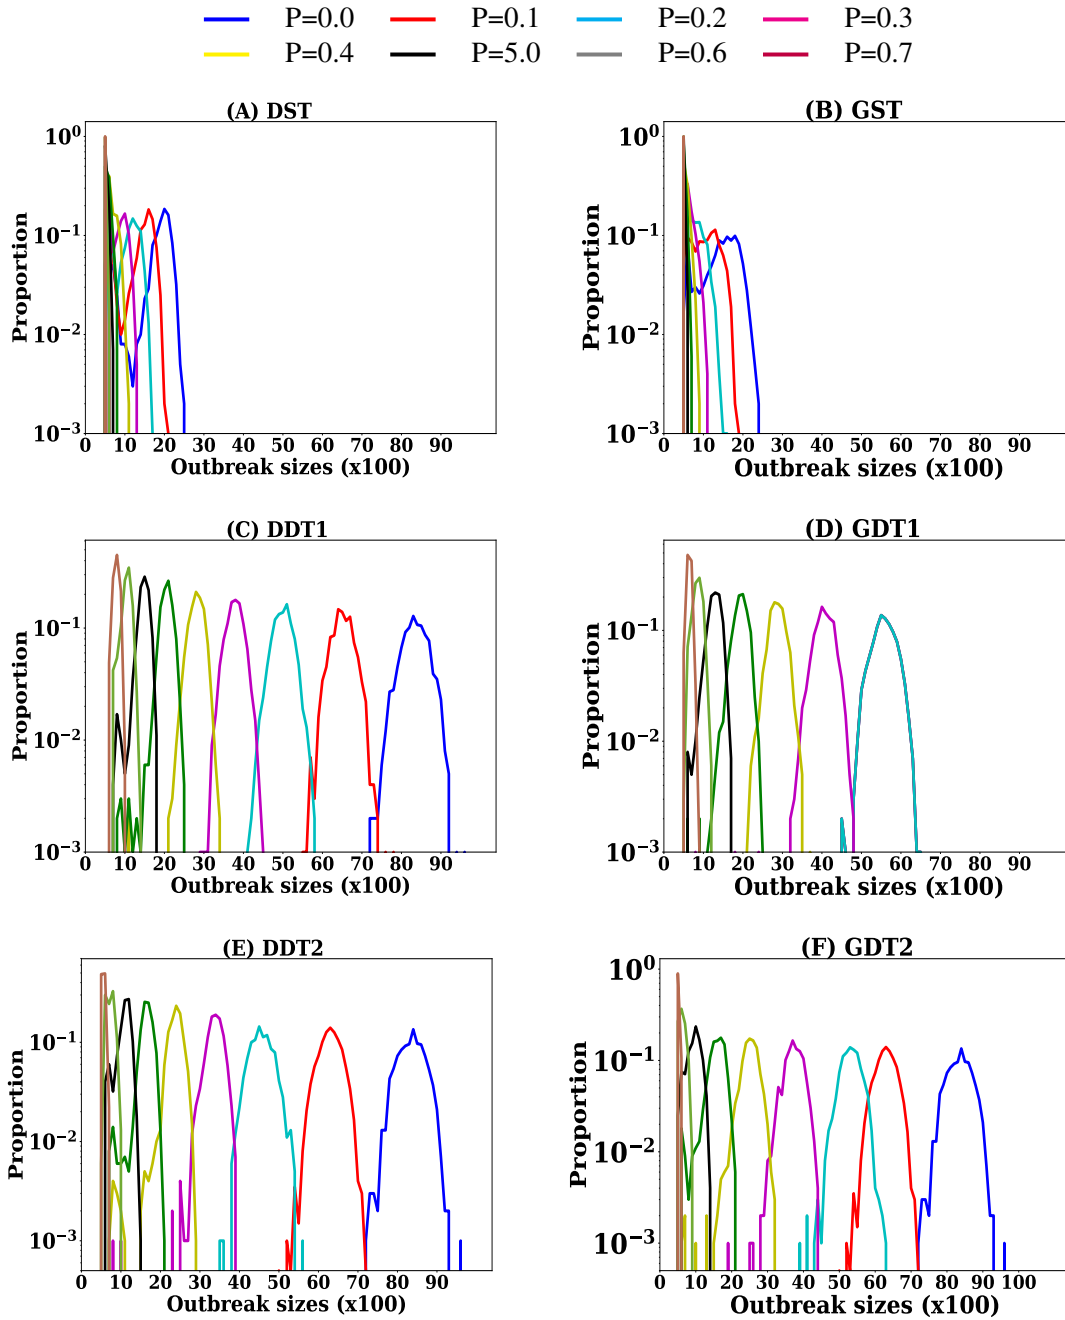 P=0.0 P=0.1 P=0.2 P=0.3
P=0.4 P=5.0 P=0.6 P=0.7
(A) DST
Proportion
10^0
10^-1
10^-2
10^-3
0 10 20 30 40 50 60 70 80 90
Outbreak sizes (x100)
(B) GST
Proportion
10^0
10^-1
10^-2
10^-3
0 10 20 30 40 50 60 70 80 90
Outbreak sizes (x100)
(C) DDT1
Proportion
10^-1
10^-2
10^-3
0 10 20 30 40 50 60 70 80 90
Outbreak sizes (x100)
(D) GDT1
Proportion
10^-1
10^-2
10^-3
0 10 20 30 40 50 60 70 80 90
Outbreak sizes (x100)
(E) DDT2
Proportion
10^-1
10^-2
10^-3
0 10 20 30 40 50 60 70 80 90
Outbreak sizes (x100)
(F) GDT2
Proportion
10^0
10^-1
10^-2
10^-3
0 10 20 30 40 50 60 70 80 90 100
Outbreak sizes (x100)